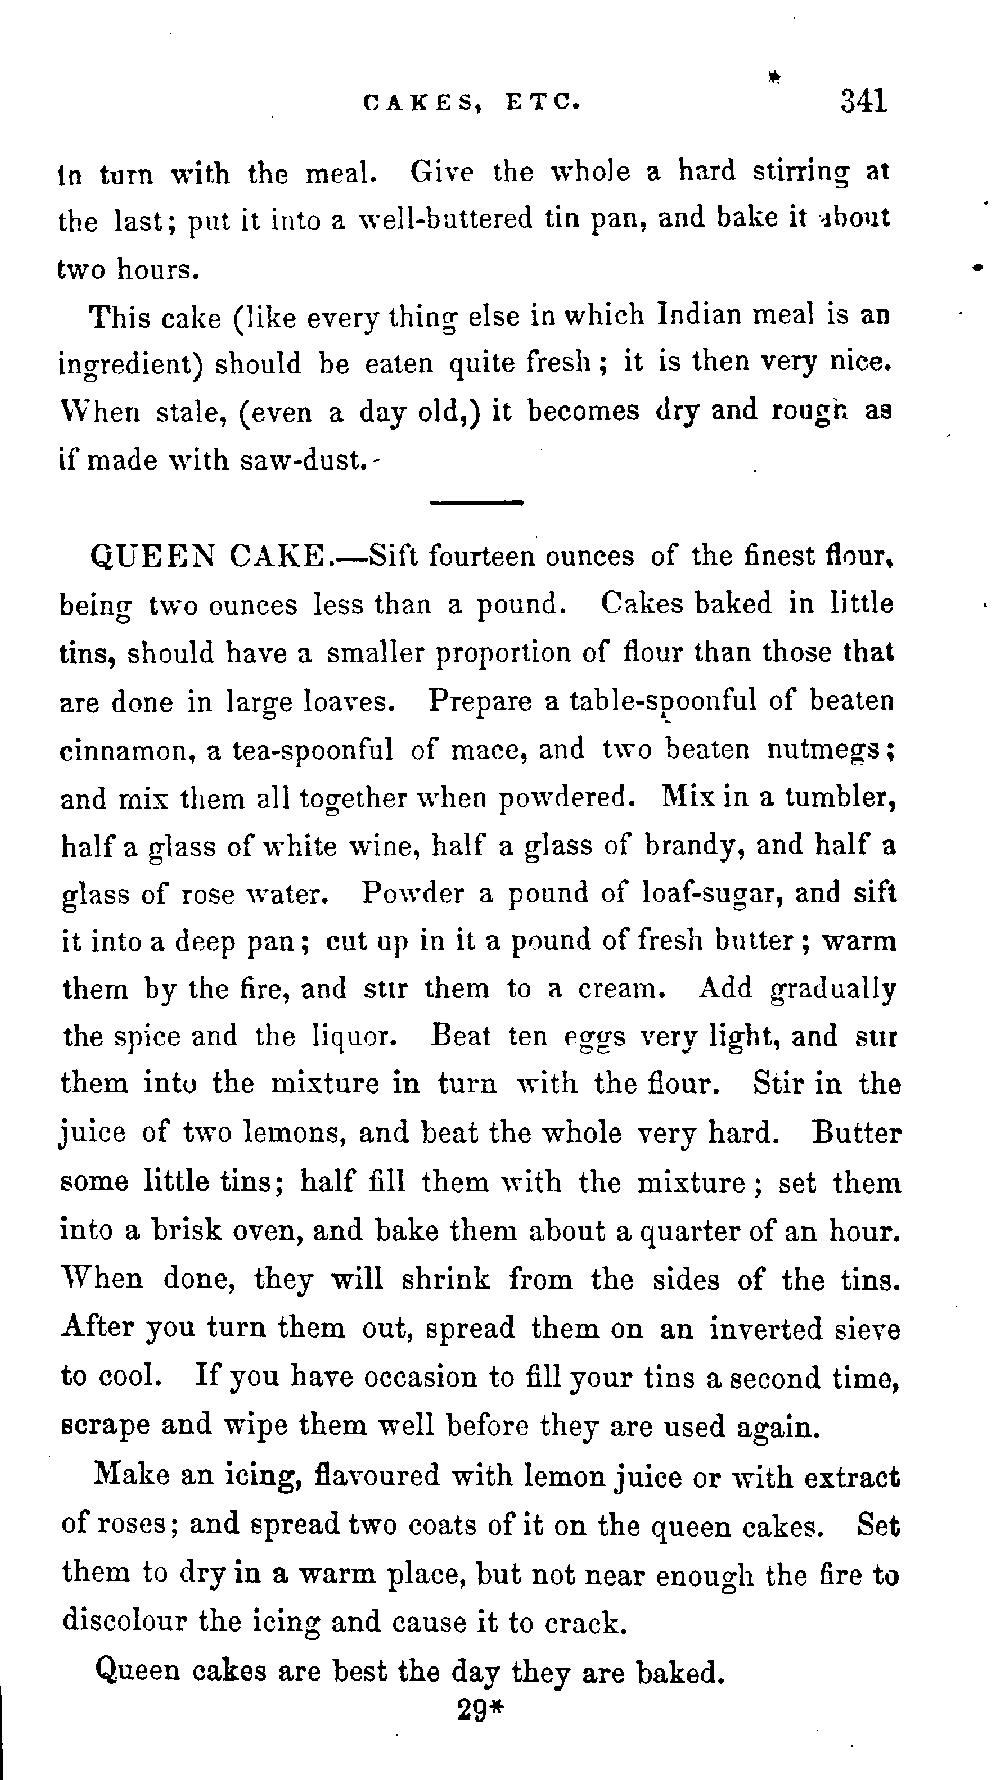 CAKES, ETC. 341
in turn with the meal. Give the whole a hard stirring at
the last; put it into a well-buttered tin pan, and bake it about
two hours.
This cake (like every thing else in which Indian meal is an
ingredient) should be eaten quite fresh; it is then very nice.
When stale, (even a day old,) it becomes dry and rough as
if made with saw-dust.
QUEEN CAKE.—Sift fourteen ounces of the finest flour,
being two ounces less than a pound. Cakes baked in little
tins, should have a smaller proportion of flour than those that
are done in large loaves. Prepare a table-spoonful of beaten
cinnamon, a tea-spoonful of mace, and two beaten nutmegs;
and mix them all together when powdered. Mix in a tumbler,
half a glass of white wine, half a glass of brandy, and half a
glass of rose water. Powder a pound of loaf-sugar, and sift
it into a deep pan; cut up in it a pound of fresh butter; warm
them by the fire, and stir them to a cream. Add gradually
the spice and the liquor. Beat ten eggs very light, and stir
them into the mixture in turn with the flour. Stir in the
juice of two lemons, and beat the whole very hard. Butter
some little tins; half fill them with the mixture; set them
into a brisk oven, and bake them about a quarter of an hour.
When done, they will shrink from the sides of the tins.
After you turn them out, spread them on an inverted sieve
to cool. If you have occasion to fill your tins a second time,
scrape and wipe them well before they are used again.
Make an icing, flavoured with lemon juice or with extract
of roses; and spread two coats of it on the queen cakes. Set
them to dry in a warm place, but not near enough the fire to
discolour the icing and cause it to crack.
Queen cakes are best the day they are baked.
29*